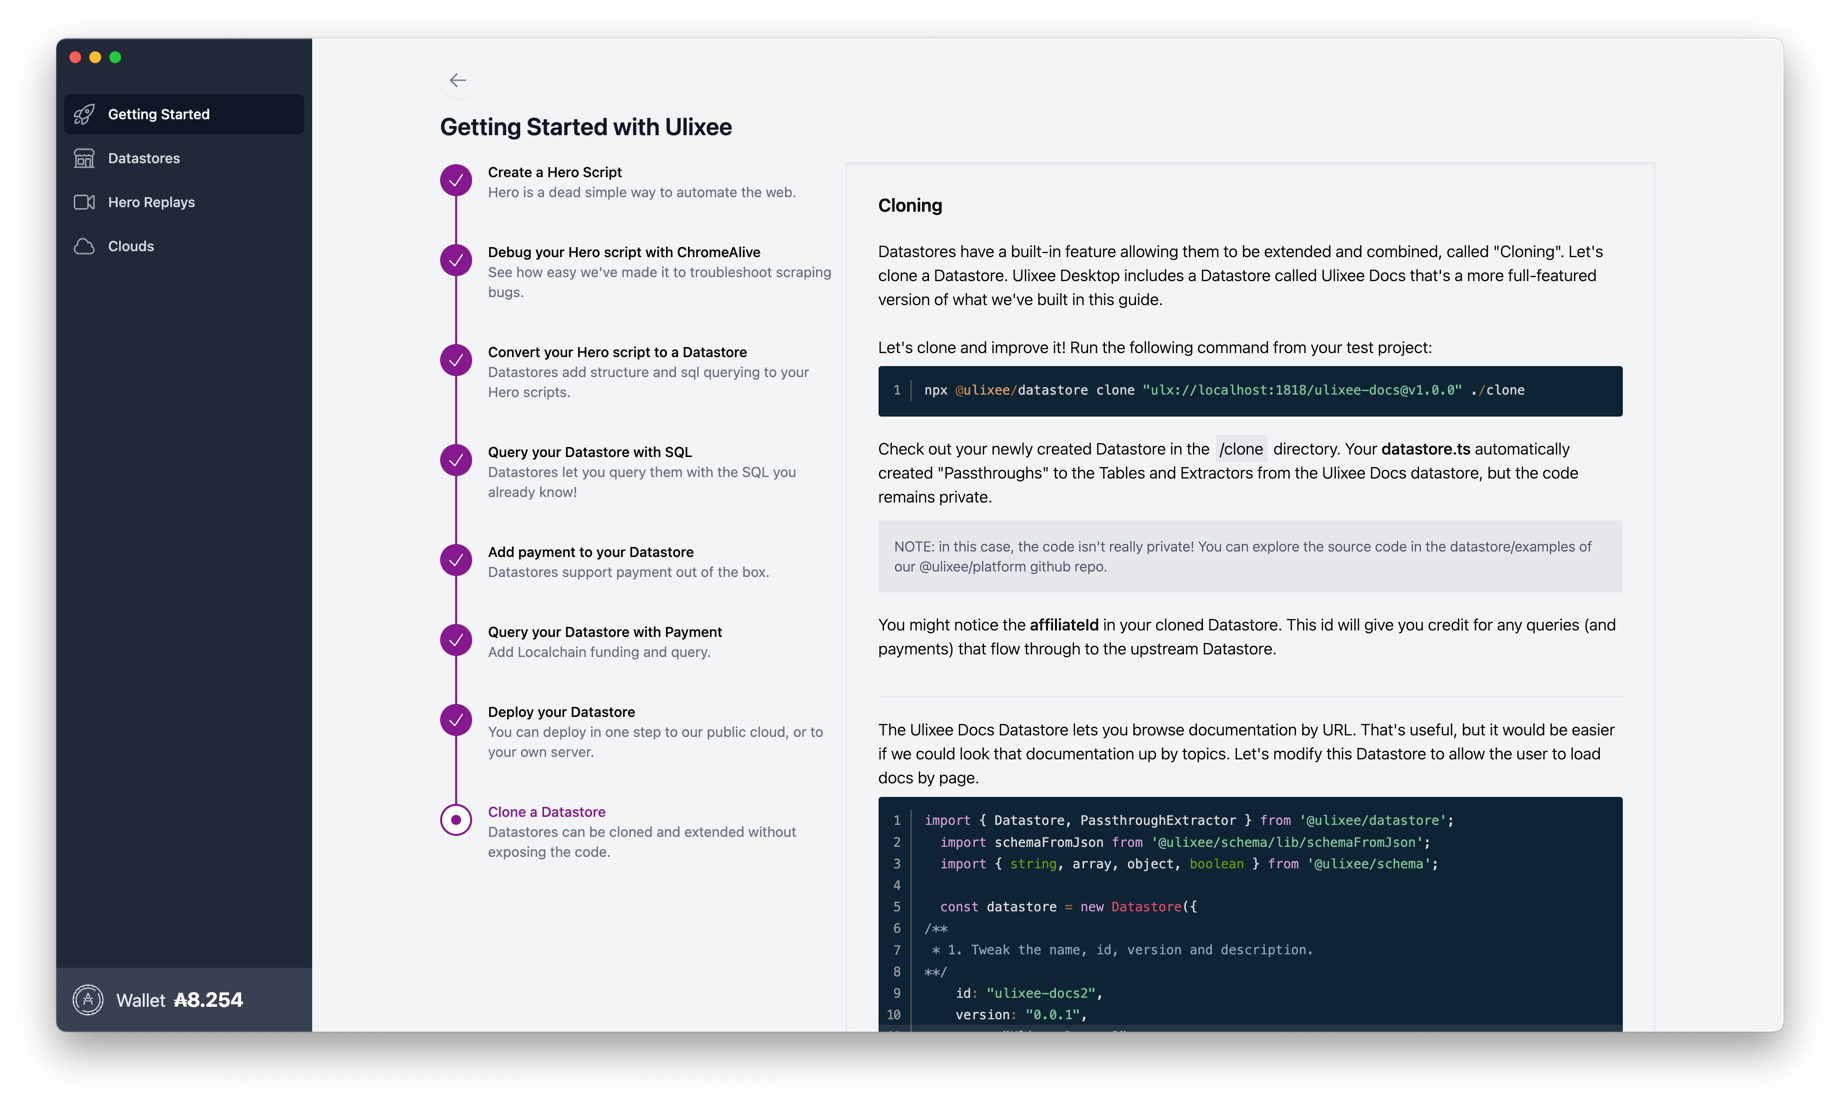 Getting Started
Datastores
Hero Replays
Clouds
Wallet ₳8.254
Getting Started with Ulixee
Create a Hero Script
Hero is a dead simple way to automate the web.
Debug your Hero script with ChromeAlive
See how easy we've made it to troubleshoot scraping
bugs.
Convert your Hero script to a Datastore
Datastores add structure and sql querying to your
Hero scripts.
Query your Datastore with SQL
Datastores let you query them with the SQL you
already know!
Add payment to your Datastore
Datastores support payment out of the box.
Query your Datastore with Payment
Add Localchain funding and query.
Deploy your Datastore
You can deploy in one step to our public cloud, or to
your own server.
Clone a Datastore
Datastores can be cloned and extended without
exposing the code.
Cloning
Datastores have a built-in feature allowing them to be extended and combined, called "Cloning". Let's
clone a Datastore. Ulixee Desktop includes a Datastore called Ulixee Docs that's a more full-featured
version of what we've built in this guide.
Let's clone and improve it! Run the following command from your test project:
1 npx @ulixee/datastore clone "ulx://localhost:1818/ulixee-docs@v1.0.0" ./clone
Check out your newly created Datastore in the /clone directory. Your datastore.ts automatically
created "Passthroughs" to the Tables and Extractors from the Ulixee Docs datastore, but the code
remains private.
NOTE: in this case, the code isn't really private! You can explore the source code in the datastore/examples of
our @ulixee/platform github repo.
You might notice the affiliateId in your cloned Datastore. This id will give you credit for any queries (and
payments) that flow through to the upstream Datastore.
The Ulixee Docs Datastore lets you browse documentation by URL. That's useful, but it would be easier
if we could look that documentation up by topics. Let's modify this Datastore to allow the user to load
docs by page.
1 import { Datastore, PassthroughExtractor } from '@ulixee/datastore';
2 import schemaFromJson from '@ulixee/schema/lib/schemaFromJson';
3 import { string, array, object, boolean } from '@ulixee/schema';
4
5 const datastore = new Datastore({
6 /**
7 * 1. Tweak the name, id, version and description.
8 **/
9 id: "ulixee-docs2",
10 version: "0.0.1",